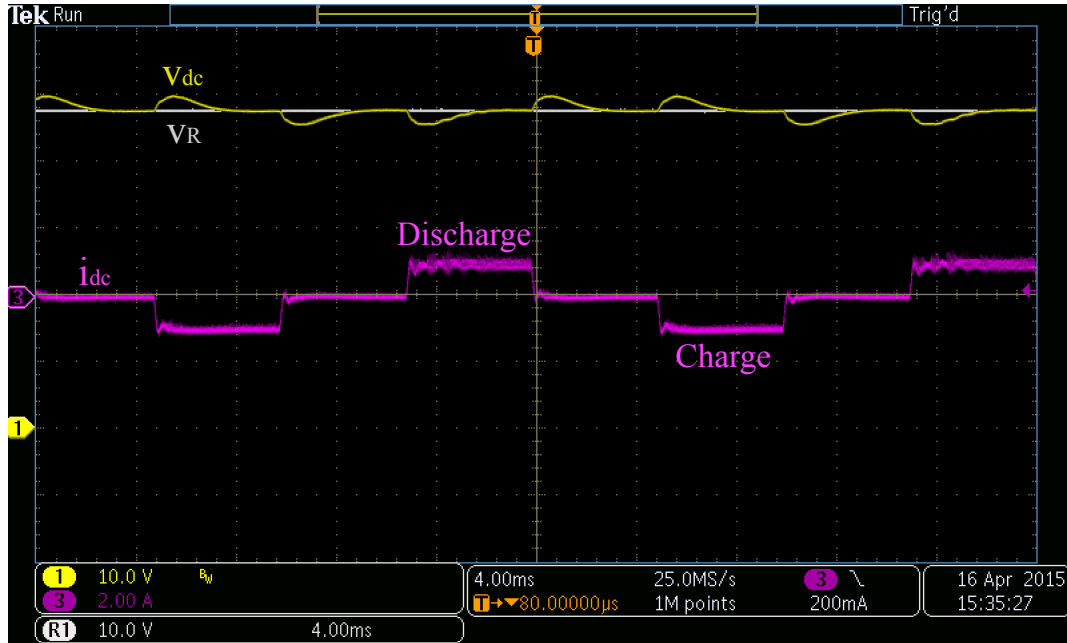 Tek Run Trig'd
T
T
Vdc
VR
Discharge
idc
3
Charge
1
1 10.0 V BW
3 2.00 A
4.00ms 25.0MS/s 3 \
T→▼80.00000µs 1M points 200mA
16 Apr 2015
15:35:27
R1 10.0 V 4.00ms